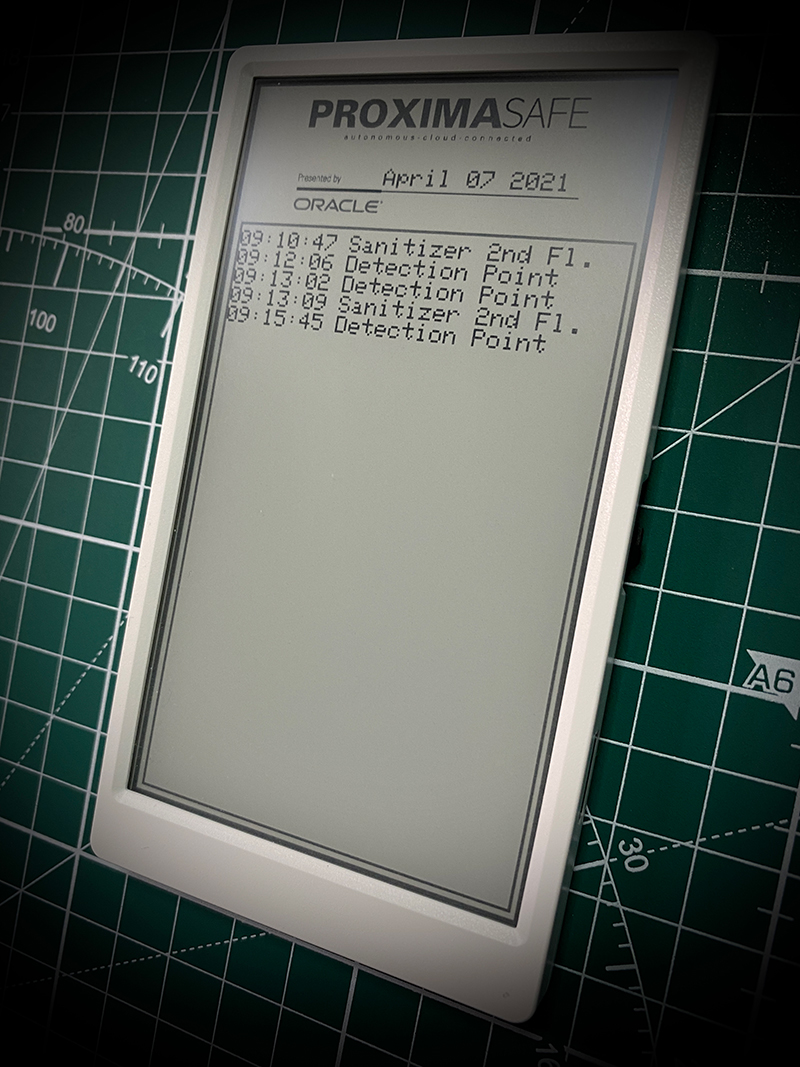 PROXIMASAFE
autonomous-cloud-connected
Presented by
April 07 2021
ORACLE
09:10:47 Sanitizer 2nd Fl.
09:12:06 Detection Point
09:13:02 Detection Point
09:13:09 Sanitizer 2nd Fl.
09:15:45 Detection Point
80
100
110
A6
30